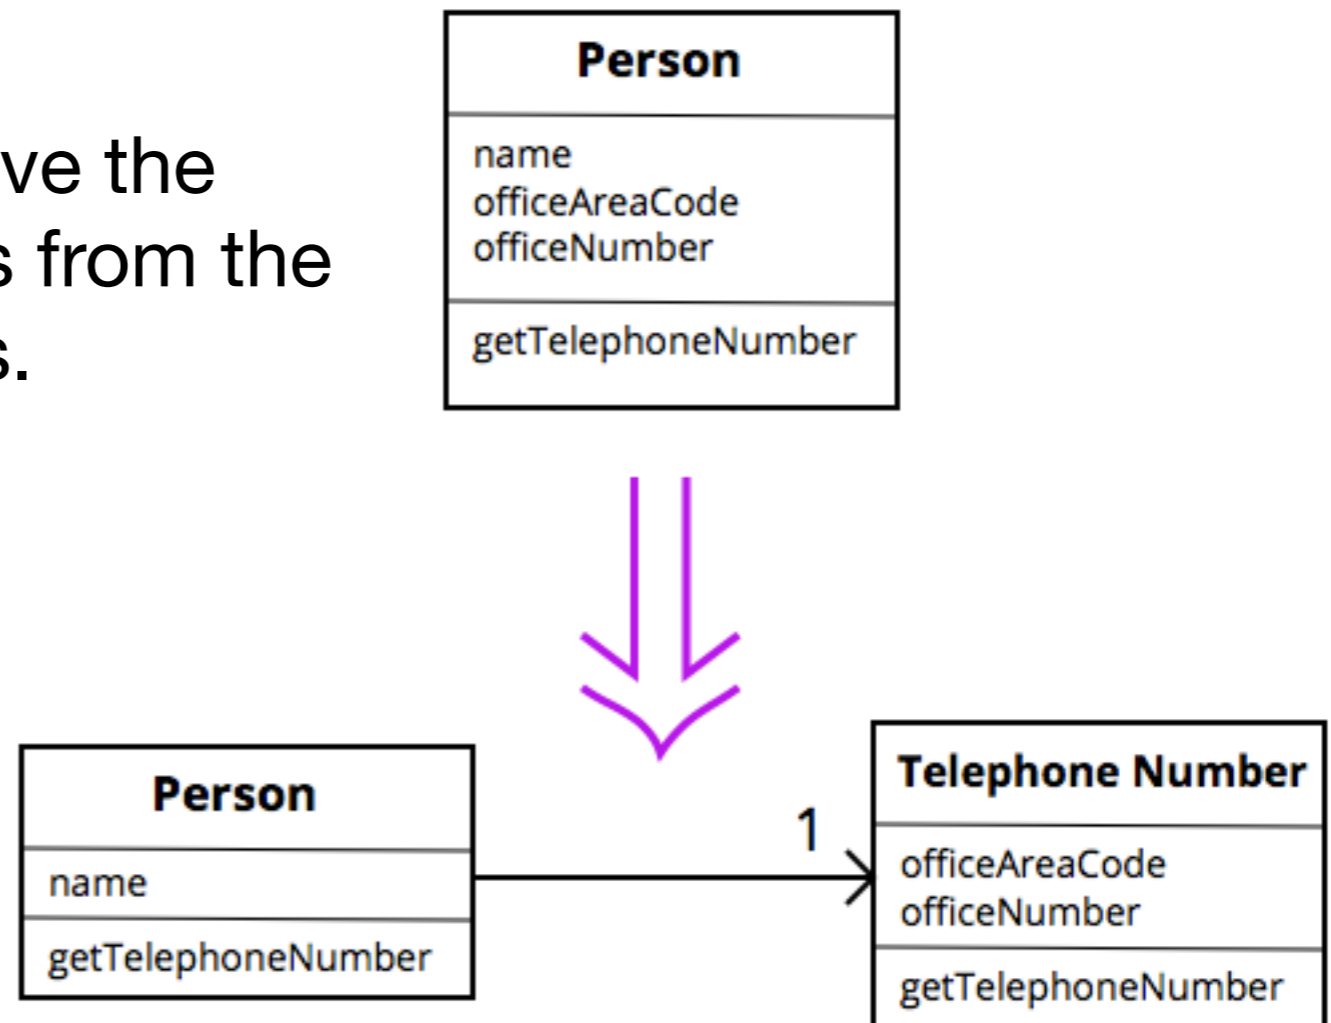 ve the
s from the
s.
Person
name
officeAreaCode
officeNumber
getTelephoneNumber
Person
name
getTelephoneNumber
1
Telephone Number
officeAreaCode
officeNumber
getTelephoneNumber